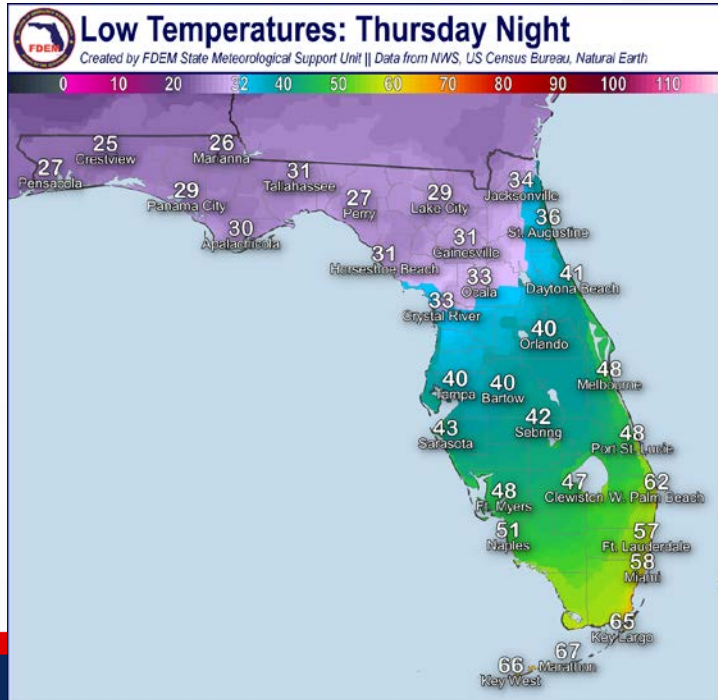 Low Temperatures: Thursday Night
Created by FDEM State Meteorological Support Unit || Data from NWS, US Census Bureau, Natural Earth
FDEM
0 10 20 32 40 50 60 70 80 90 100 110
25
Crestview
26
Marianna
27
Pensacola
31
Tallahassee
29
Panama City
27
Perry
29
Lake City
34
Jacksonville
30
Apalachicola
36
St. Augustine
31
Gainesville
31
Horseshoe Beach
33
Ocala
41
Daytona Beach
33
Crystal River
40
Orlando
48
Melbourne
40
Tampa
40
Bartow
42
Sebring
43
Sarasota
48
Port St. Lucie
48
Ft. Myers
47
Clewiston
62
W. Palm Beach
51
Naples
57
Ft. Lauderdale
58
Miami
65
Key Largo
67
Marathon
66
Key West